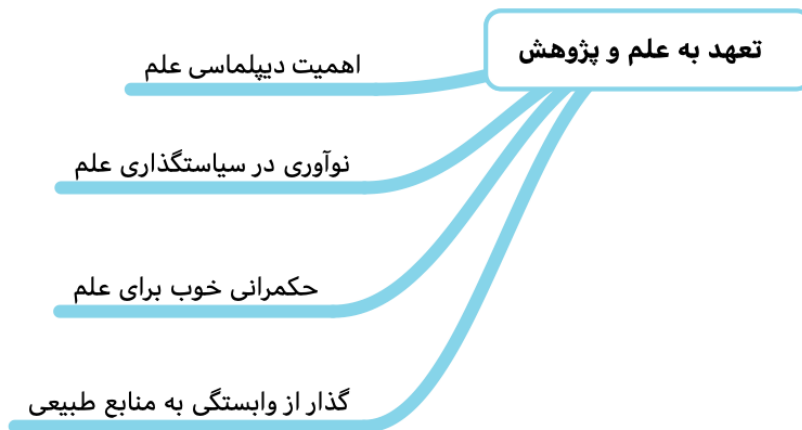 تعهد به علم و پژوهش
اهمیت دیپلماسی علم
نوآوری در سیاستگذاری علم
حکمرانی خوب برای علم
گذار از وابستگی به منابع طبیعی